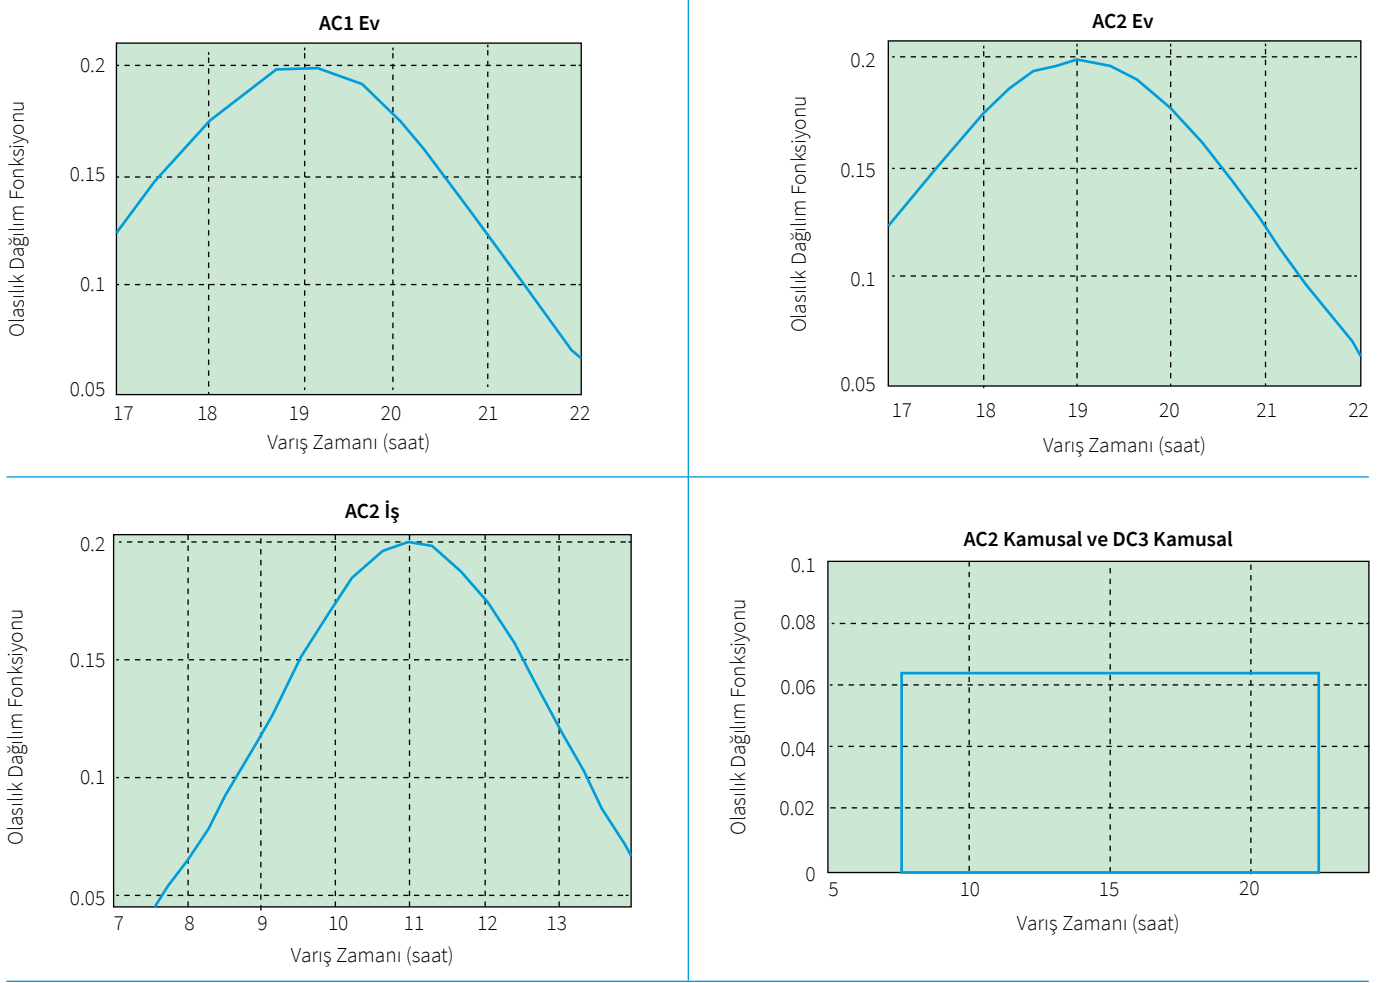 AC1 Ev
Olasılık Dağılım Fonksiyonu
0.2
0.15
0.1
0.05
17 18 19 20 21 22
Varış Zamanı (saat)
AC2 Ev
Olasılık Dağılım Fonksiyonu
0.2
0.15
0.1
0.05
17 18 19 20 21 22
Varış Zamanı (saat)
AC2 İş
Olasılık Dağılım Fonksiyonu
0.2
0.15
0.1
0.05
7 8 9 10 11 12 13
Varış Zamanı (saat)
AC2 Kamusal ve DC3 Kamusal
Olasılık Dağılım Fonksiyonu
0.1
0.08
0.06
0.04
0.02
0
5 10 15 20
Varış Zamanı (saat)